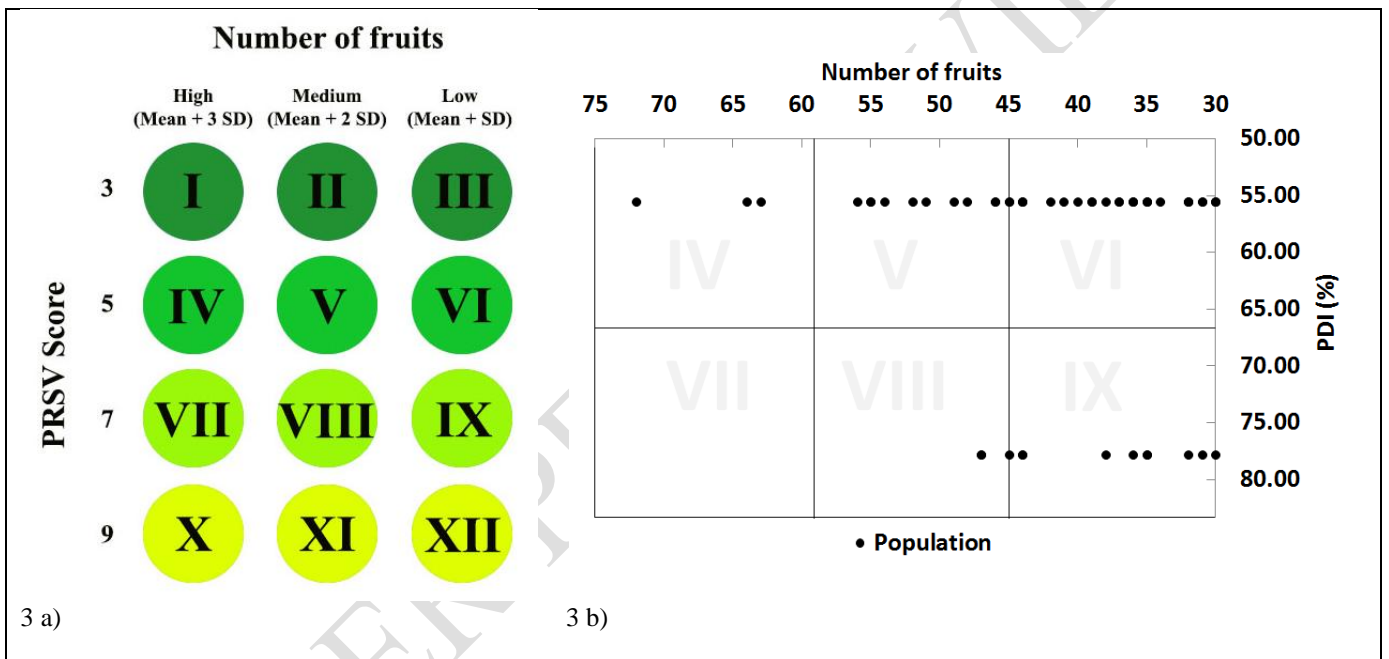 Number of fruits
High Medium Low
(Mean + 3 SD) (Mean + 2 SD) (Mean + SD)
PRSV Score
3 I II III
5 IV V VI
7 VII VIII IX
9 X XI XII
3 a)
Number of fruits
75 70 65 60 55 50 45 40 35 30
50.00
55.00
IV V VI
60.00
65.00
PDI (%)
VII VIII IX
70.00
75.00
80.00
• Population
3 b)